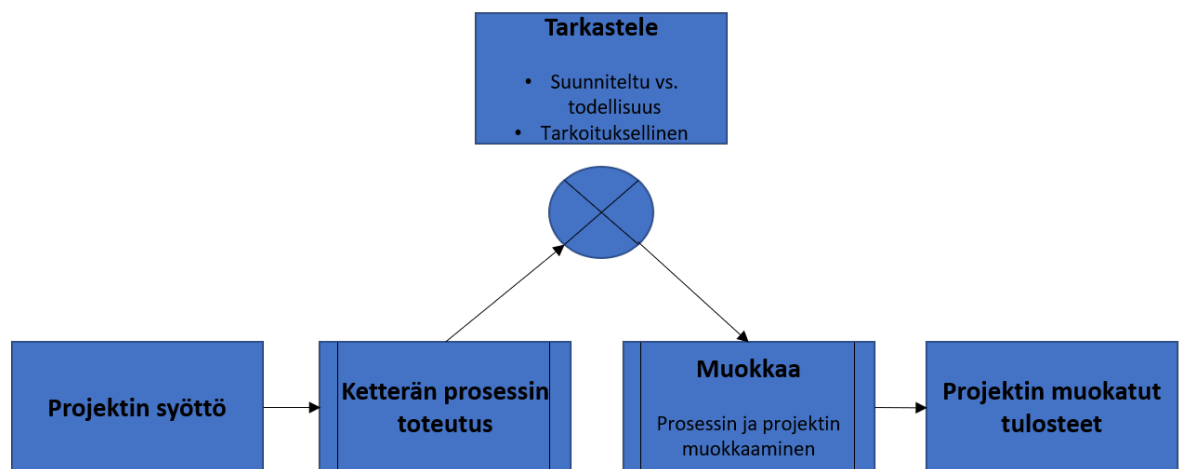 Tarkastele
• Suunniteltu vs.
todellisuus
• Tarkoituksellinen
Projektin syöttö
Ketterän prosessin
toteutus
Muokkaa
Prosessin ja projektin
muokkaaminen
Projektin muokatut
tulosteet